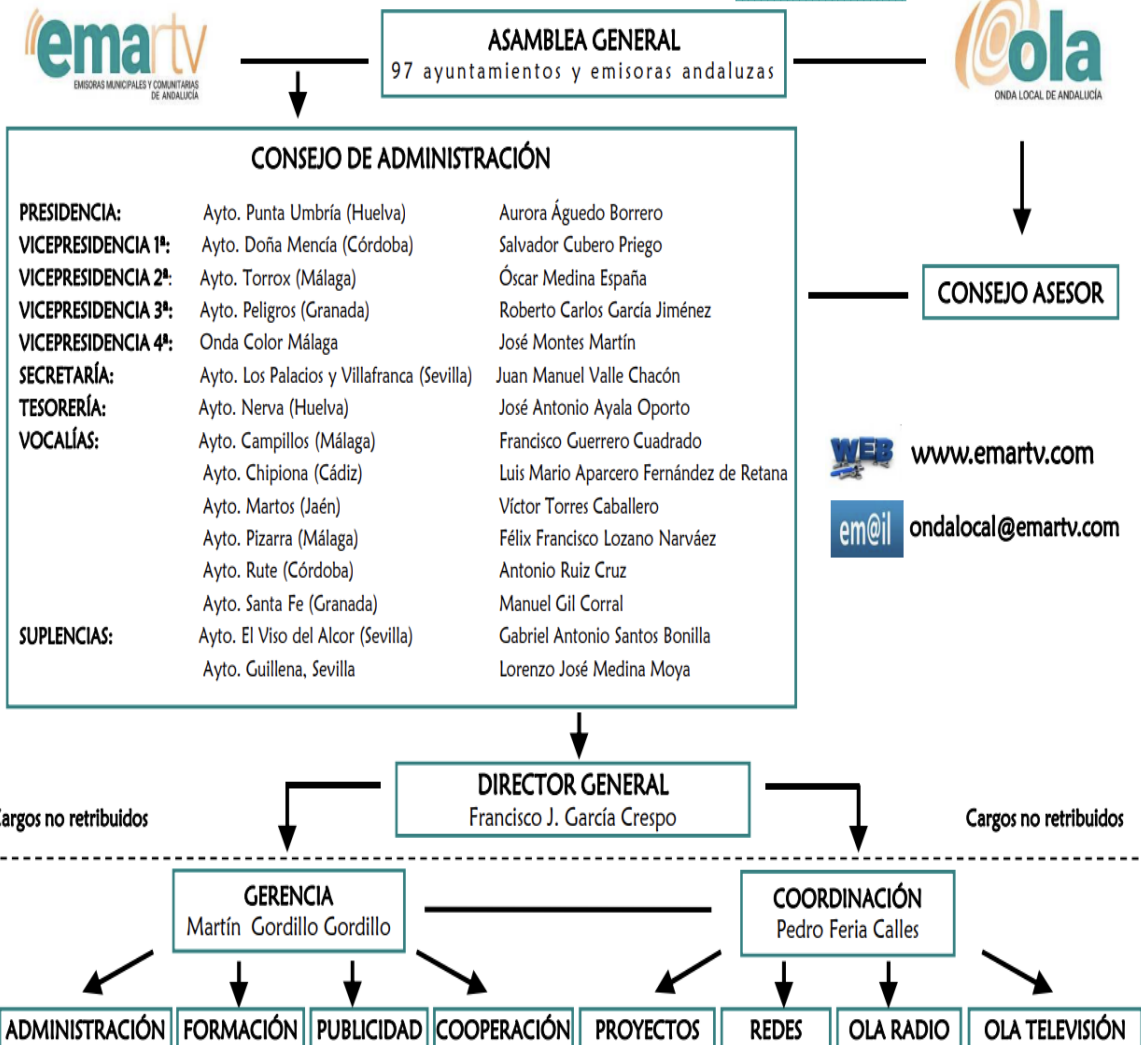 emartv
EMISORAS MUNICIPALES Y COMUNITARIAS
DE ANDALUCÍA
ASAMBLEA GENERAL
97 ayuntamientos y emisoras andaluzas
ola
ONDA LOCAL DE ANDALUCÍA
CONSEJO DE ADMINISTRACIÓN
PRESIDENCIA: Ayto. Punta Umbría (Huelva) Aurora Águedo Borrero
VICEPRESIDENCIA 1ª: Ayto. Doña Mencía (Córdoba) Salvador Cubero Priego
VICEPRESIDENCIA 2ª: Ayto. Torrox (Málaga) Óscar Medina España
VICEPRESIDENCIA 3ª: Ayto. Peligros (Granada) Roberto Carlos García Jiménez
VICEPRESIDENCIA 4ª: Onda Color Málaga José Montes Martín
SECRETARÍA: Ayto. Los Palacios y Villafranca (Sevilla) Juan Manuel Valle Chacón
TESORERÍA: Ayto. Nerva (Huelva) José Antonio Ayala Oporto
VOCALÍAS: Ayto. Campillos (Málaga) Francisco Guerrero Cuadrado
Ayto. Chipiona (Cádiz) Luis Mario Aparcero Fernández de Retana
Ayto. Martos (Jaén) Víctor Torres Caballero
Ayto. Pizarra (Málaga) Félix Francisco Lozano Narváez
Ayto. Rute (Córdoba) Antonio Ruiz Cruz
Ayto. Santa Fe (Granada) Manuel Gil Corral
SUPLENCIAS: Ayto. El Viso del Alcor (Sevilla) Gabriel Antonio Santos Bonilla
Ayto. Guillena, Sevilla Lorenzo José Medina Moya
CONSEJO ASESOR
WEB www.emartv.com
em@il ondalocal@emartv.com
DIRECTOR GENERAL
Francisco J. García Crespo
Cargos no retribuidos
Cargos no retribuidos
GERENCIA
Martín Gordillo Gordillo
COORDINACIÓN
Pedro Feria Calles
ADMINISTRACIÓN
FORMACIÓN
PUBLICIDAD
COOPERACIÓN
PROYECTOS
REDES
OLA RADIO
OLA TELEVISIÓN